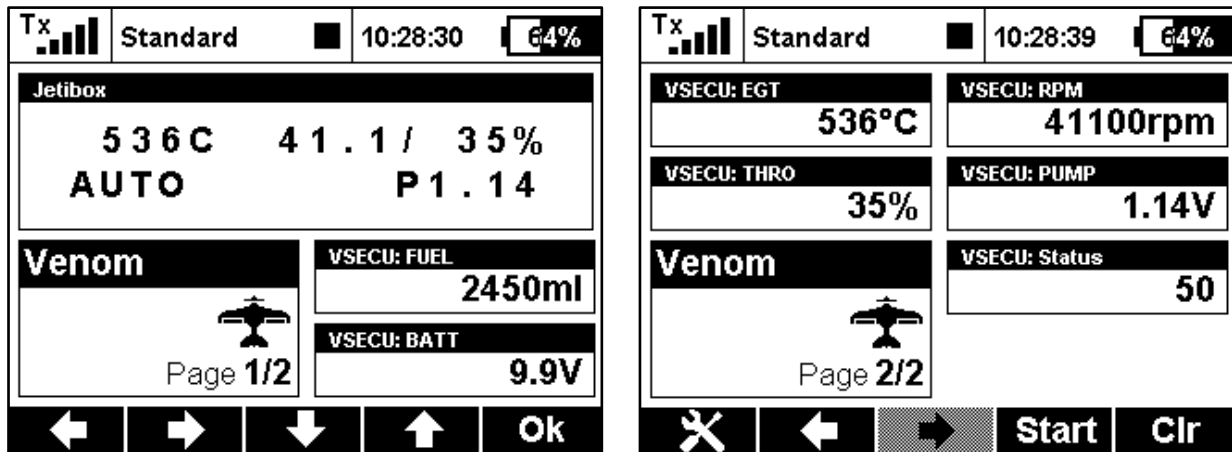 Tx Standard 10:28:30 64%
Jetibox
536C 41.1/ 35%
AUTO P1.14
Venom
Page 1/2
VSECU: FUEL
2450ml
VSECU: BATT
9.9V
Ok
Tx Standard 10:28:39 64%
VSECU: EGT
536°C
VSECU: RPM
41100rpm
VSECU: THRO
35%
VSECU: PUMP
1.14V
Venom
Page 2/2
VSECU: Status
50
Start Clr